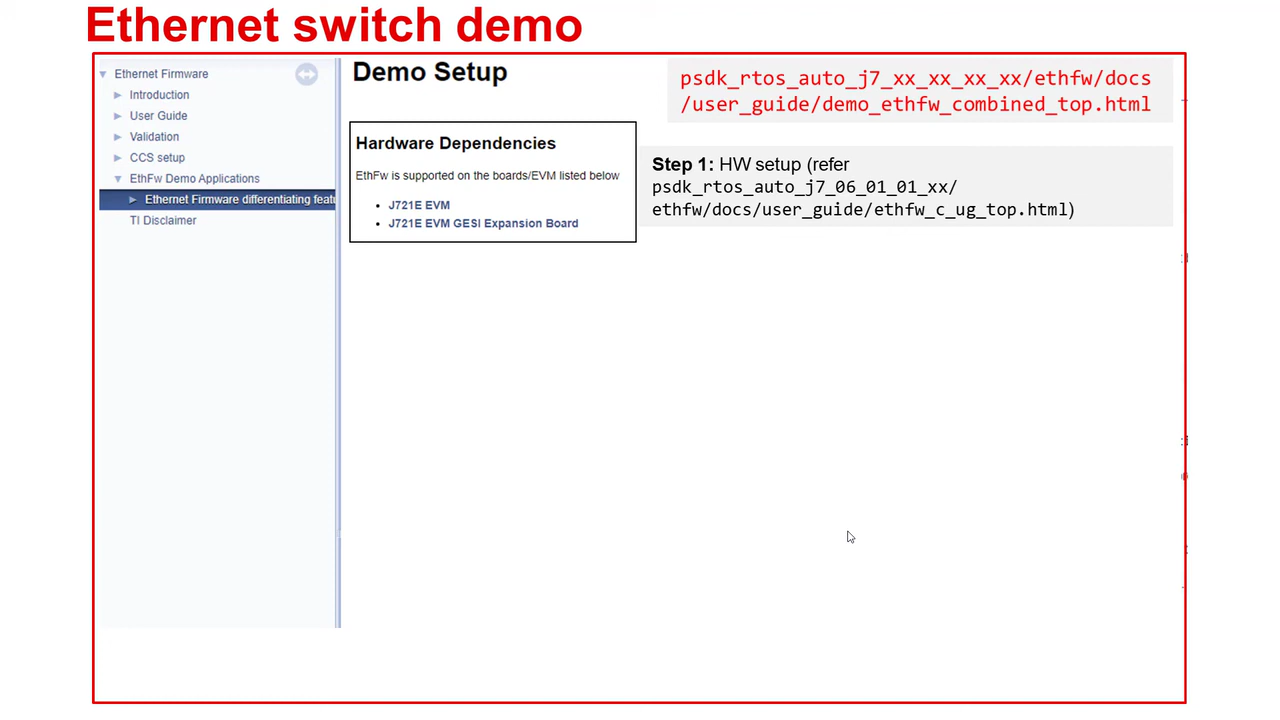 Ethernet switch demo
Ethernet Firmware
Introduction
User Guide
Validation
CCS setup
EthFw Demo Applications
Ethernet Firmware differentiating featu
TI Disclaimer
Demo Setup
Hardware Dependencies
EthFw is supported on the boards/EVM listed below
• J721E EVM
• J721E EVM GESI Expansion Board
psdk_rtos_auto_j7_xx_xx_xx_xx/ethfw/docs
/user_guide/demo_ethfw_combined_top.html
Step 1: HW setup (refer
psdk_rtos_auto_j7_06_01_01_xx/
ethfw/docs/user_guide/ethfw_c_ug_top.html)